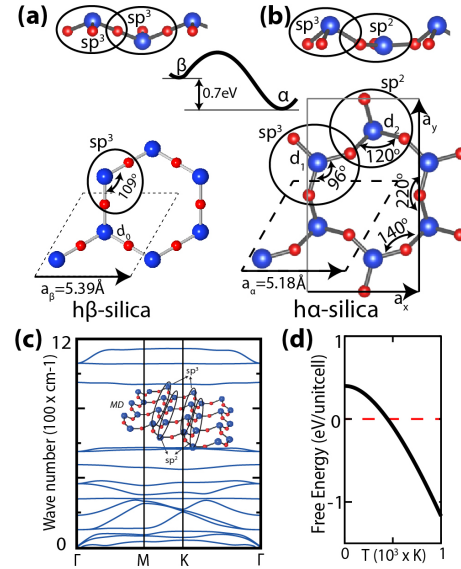 (a)
sp³
sp³
(b)
sp³
sp²
β
0.7eV
α
sp³
109°
d₀
aᵦ=5.39Å
hβ-silica
sp²
sp³
d₁
d₂
120°
96°
220°
140°
a_y
a_x
a_α=5.18Å
hα-silica
(c)
Wave number (100 x cm-1)
12
0
MD
sp³
sp²
Γ M K Γ
(d)
Free Energy (eV/unitcell)
1
0
-1
0 T (10³ x K) 1